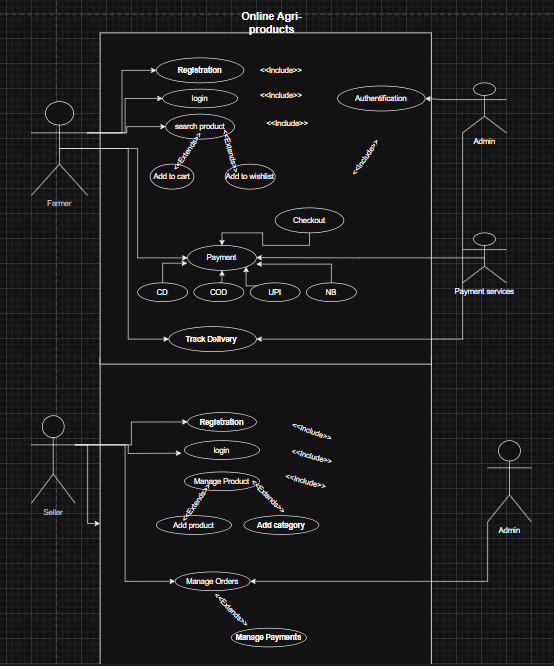 Online Agri-
products
Registration
<<Include>>
login
<<Include>>
Authentification
search product
<<Include>>
Admin
<<Extends>>
<<Extends>>
<<Include>>
Add to cart
Add to wishlist
Farmer
Checkout
Payment
CD
COD
UPI
NB
Payment services
Track Delivery
Registration
<<Include>>
login
<<Include>>
Manage Product
<<Include>>
<<Extends>>
<<Extends>>
Seller
Add product
Add category
Admin
Manage Orders
<<Extends>>
Manage Payments